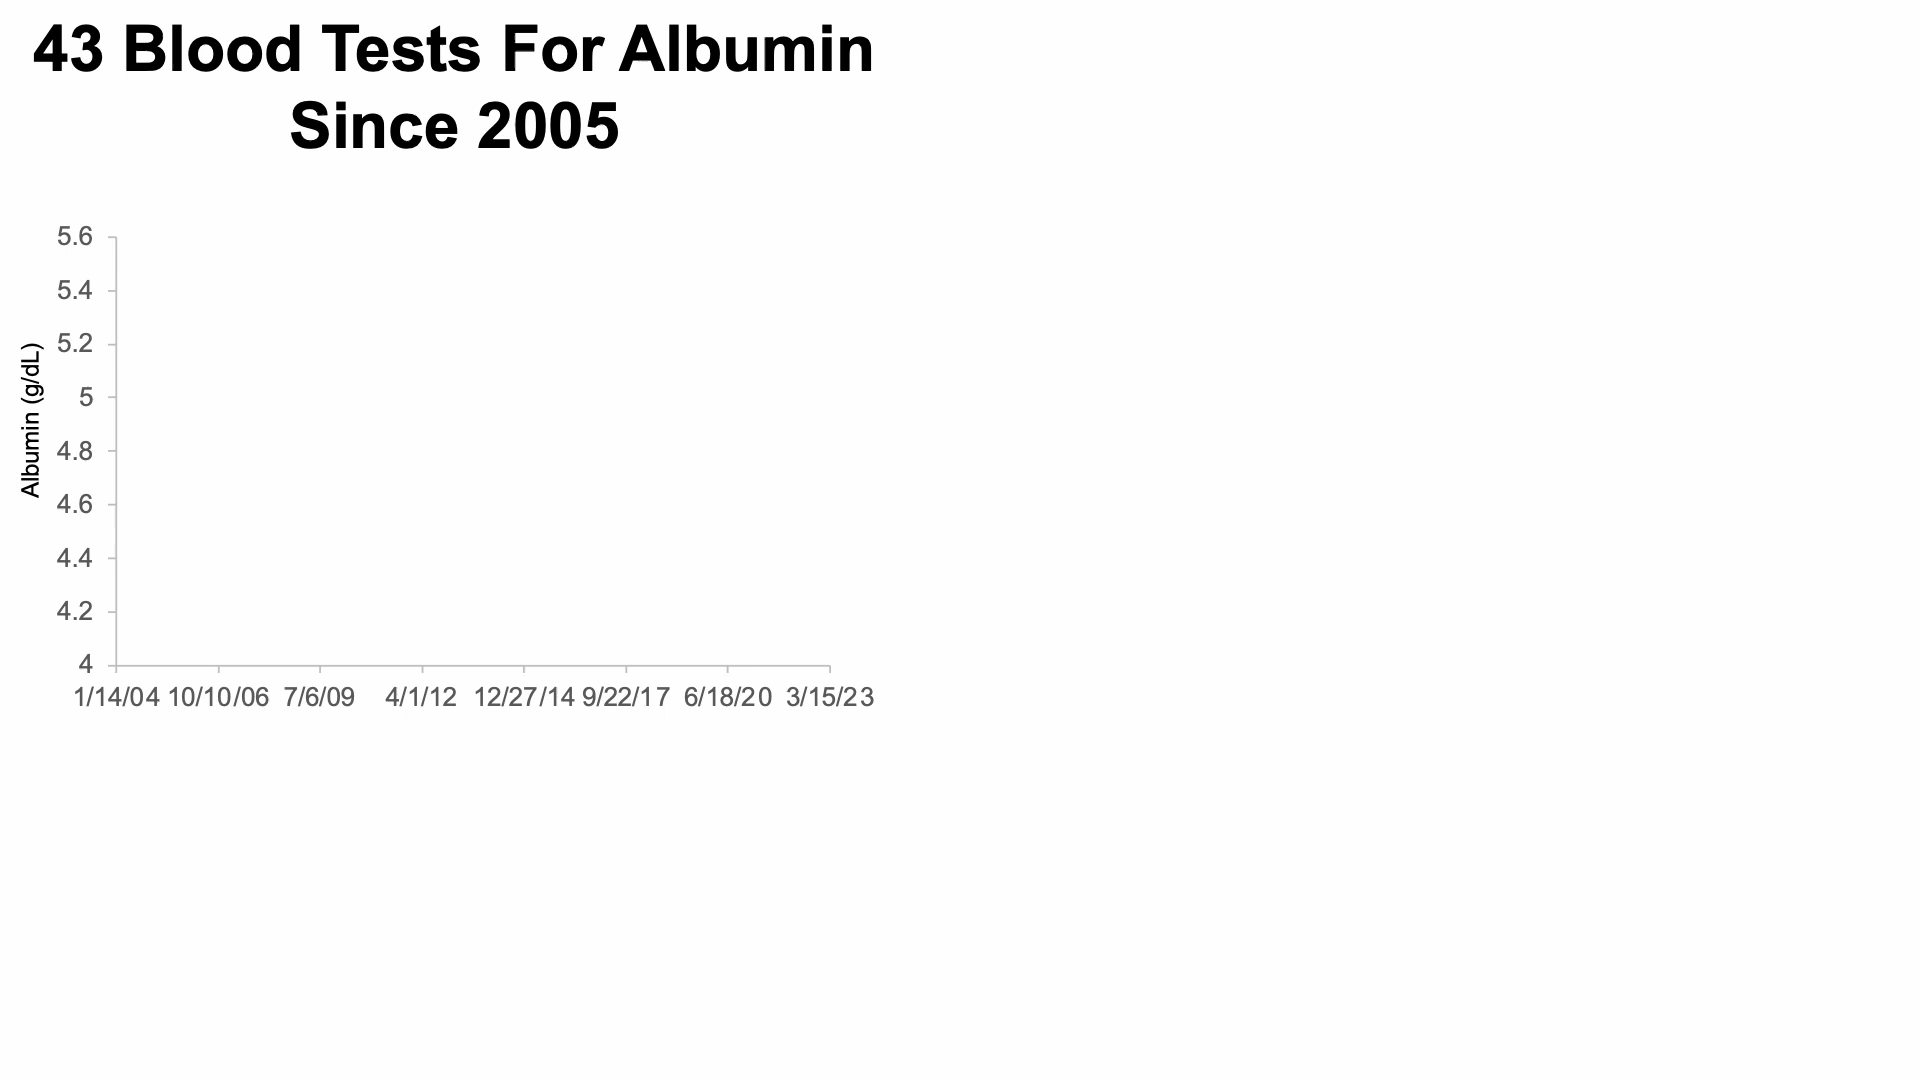 43 Blood Tests For Albumin
Since 2005
Albumin (g/dL)
5.6
5.4
5.2
5
4.8
4.6
4.4
4.2
4
1/14/04 10/10/06 7/6/09 4/1/12 12/27/14 9/22/17 6/18/20 3/15/23